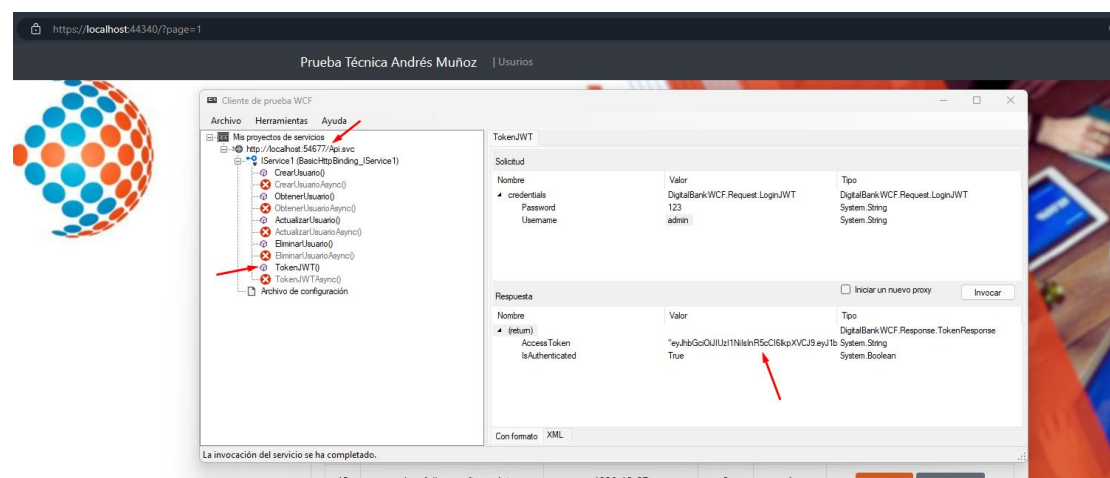 https://localhost:44340/?page=1
Prueba Técnica Andrés Muñoz | Usurios
Cliente de prueba WCF
Archivo Herramientas Ayuda
Mis proyectos de servicios
http://localhost:54677/Api.svc
IService1 (BasicHttpBinding_IService1)
CrearUsuario()
CrearUsuarioAsync()
ObtenerUsuario()
ObtenerUsuarioAsync()
ActualizarUsuario()
ActualizarUsuarioAsync()
EliminarUsuario()
EliminarUsuarioAsync()
TokenJWT()
TokenJWTAsync()
Archivo de configuración
TokenJWT
Solicitud
Nombre Valor Tipo
credentials DigitalBankWCF.Request.LoginJWT DigitalBankWCF.Request.LoginJWT
Password 123 System.String
Username admin System.String
Respuesta Iniciar un nuevo proxy Invocar
Nombre Valor Tipo
(return) DigitalBankWCF.Response.TokenResponse
AccessToken "eyJhbGciOiJIUzI1NiIsInR5cCI6IkpXVCJ9.eyJ1b System.String
IsAuthenticated True System.Boolean
Con formato XML
La invocación del servicio se ha completado.